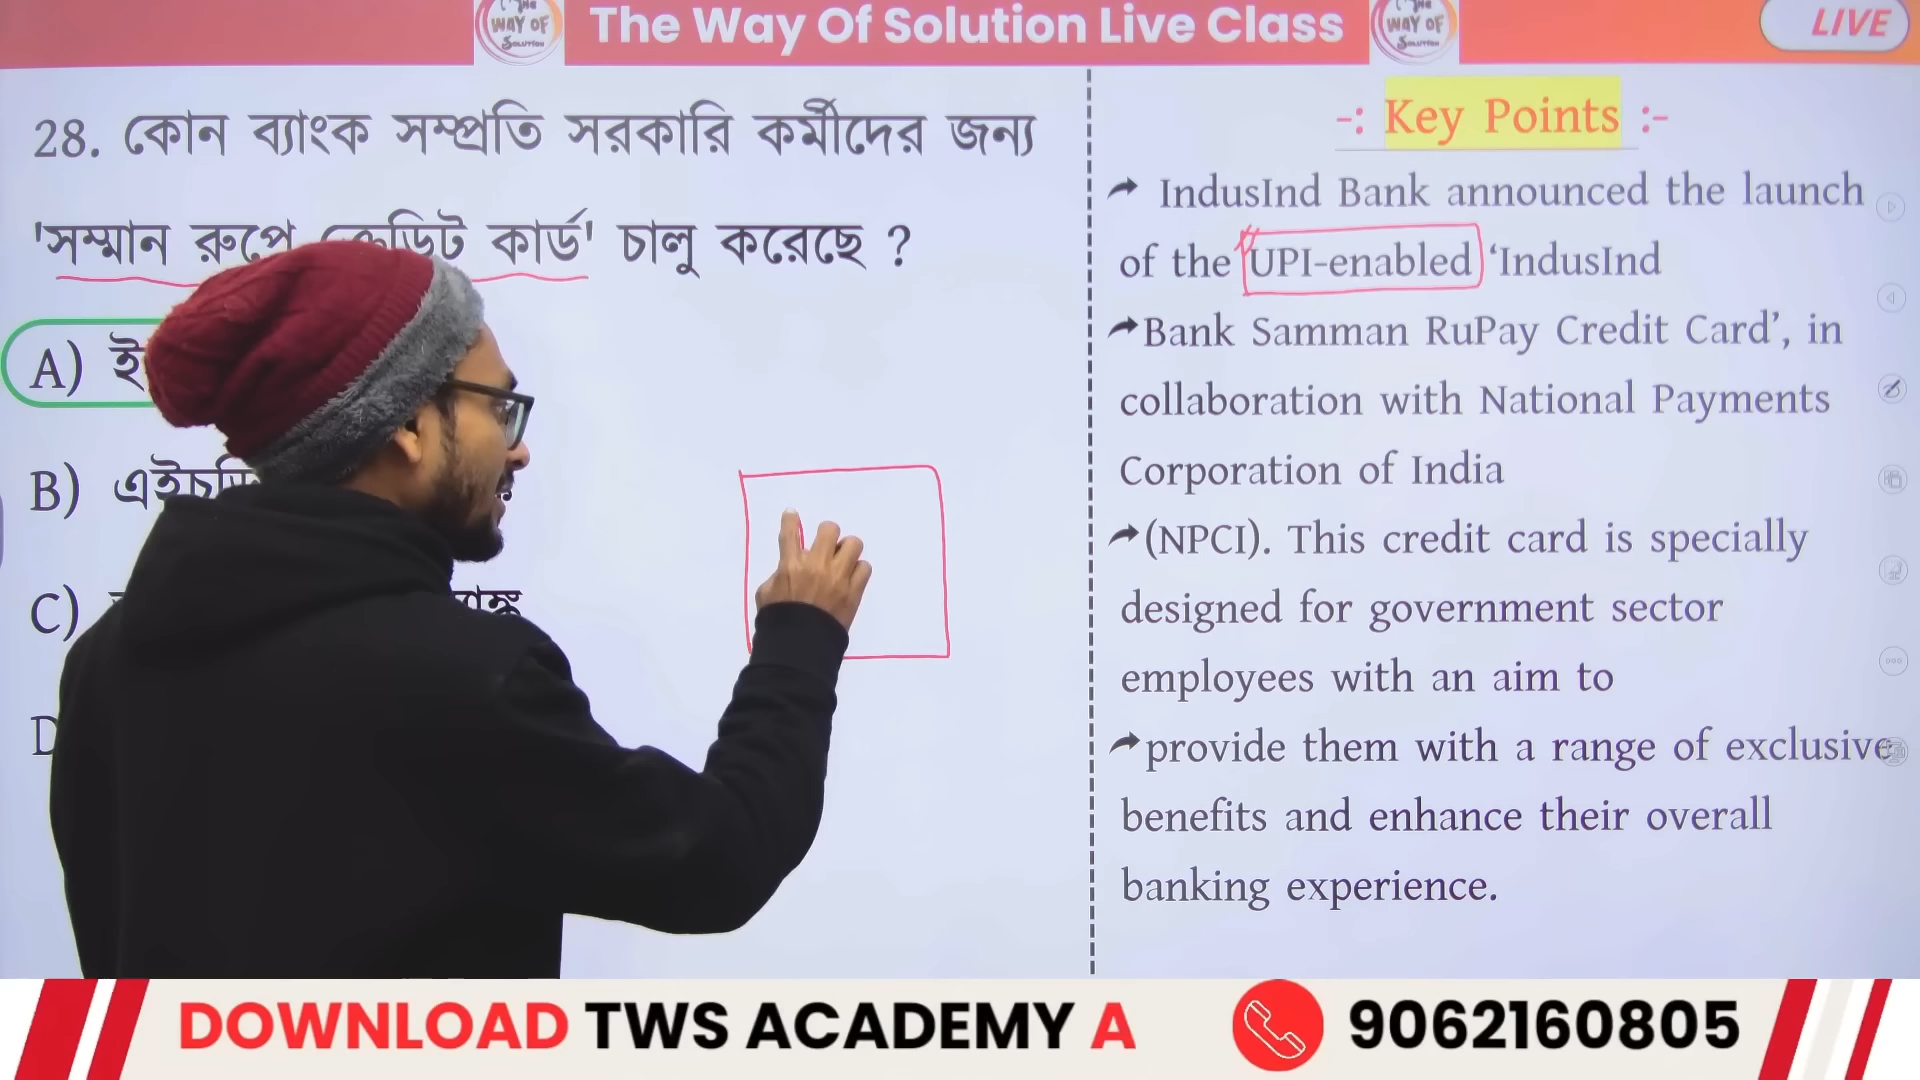 The Way Of Solution Live Class
LIVE
28. কোন ব্যাংক সম্প্রতি সরকারি কর্মীদের জন্য
'সম্মান রুপে ক্রেডিট কার্ড' চালু করেছে ?
A)
B)
C)
-: Key Points :-
IndusInd Bank announced the launch
of the UPI-enabled ‘IndusInd
Bank Samman RuPay Credit Card’, in
collaboration with National Payments
Corporation of India
(NPCI). This credit card is specially
designed for government sector
employees with an aim to
provide them with a range of exclusive
benefits and enhance their overall
banking experience.
DOWNLOAD TWS ACADEMY A
9062160805